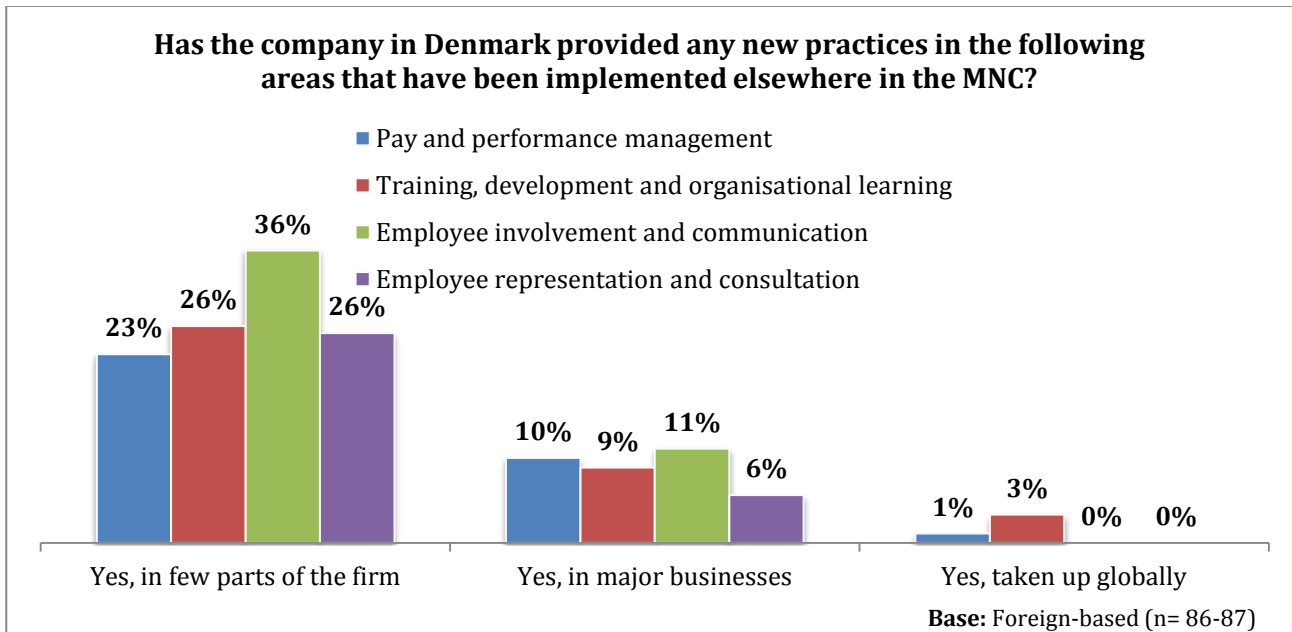 Has the company in Denmark provided any new practices in the following
areas that have been implemented elsewhere in the MNC?
Pay and performance management
Training, development and organisational learning
Employee involvement and communication
Employee representation and consultation
23%
26%
36%
26%
10%
9%
11%
6%
1%
3%
0%
0%
Yes, in few parts of the firm
Yes, in major businesses
Yes, taken up globally
Base: Foreign-based (n= 86-87)